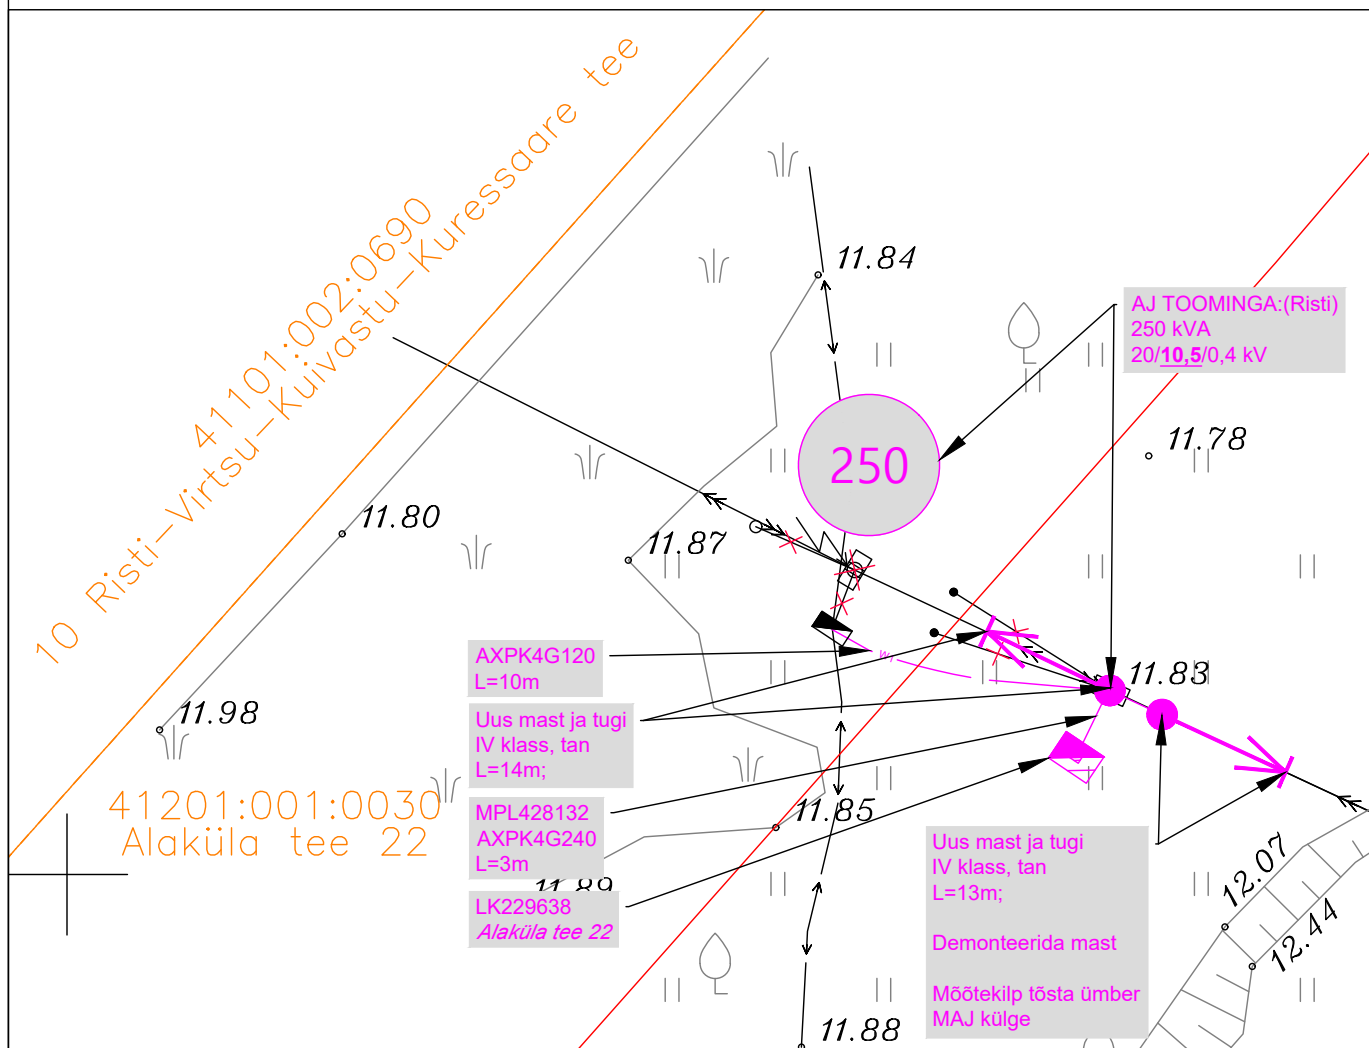 10 Risti-Virtsu-Kuivastu-Kuressaare tee
41101:002:0690
11.84
AJ TOOMINGA:(Risti)
250 kVA
20/10,5/0,4 kV
250
11.78
11.80
11.87
AXPK4G120
L=10m
W1
11.83
11.98
Uus mast ja tugi
IV klass, tan
L=14m;
41201:001:0030
Alaküla tee 22
MPL428132
AXPK4G240
L=3m
11.85
11.89
LK229638
Alaküla tee 22
Uus mast ja tugi
IV klass, tan
L=13m;
Demonteerida mast
Mõõtekilp tõsta ümber
MAJ külge
12.07
12.44
11.88